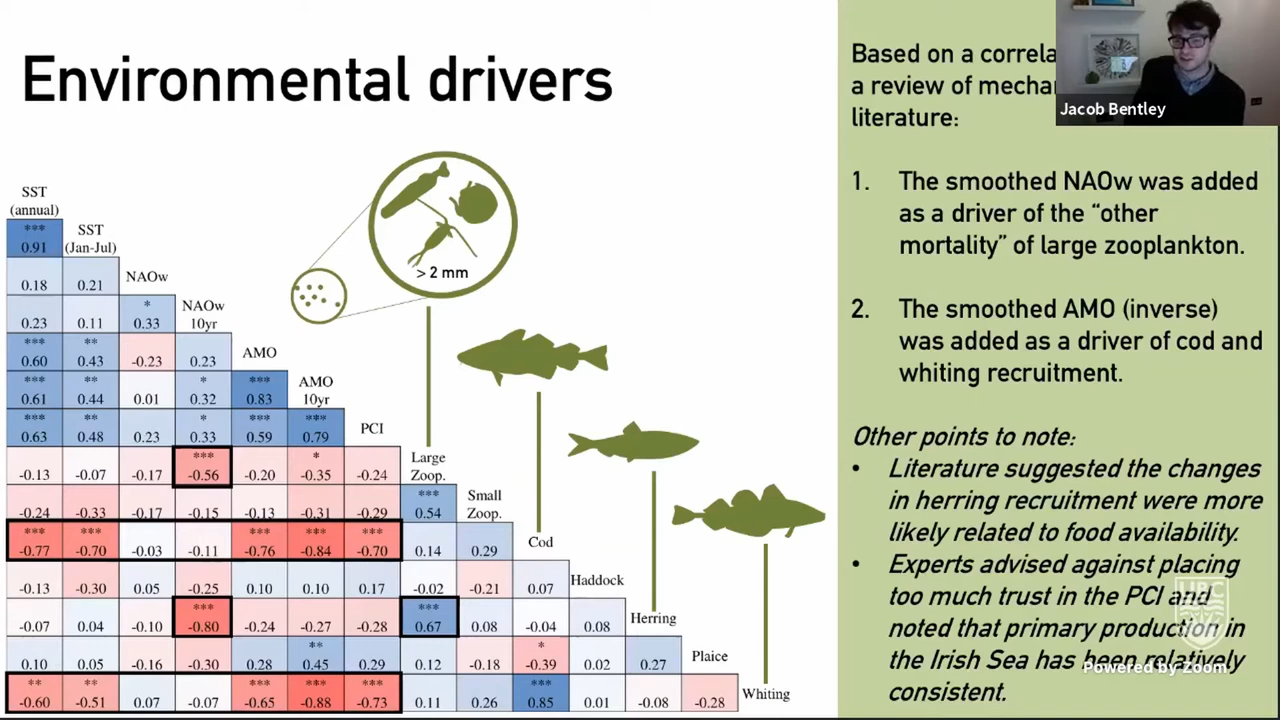 Environmental drivers
Based on a correla
a review of mechan
literature:
Jacob Bentley
1. The smoothed NAOw was added
as a driver of the “other
mortality” of large zooplankton.
2. The smoothed AMO (inverse)
was added as a driver of cod and
whiting recruitment.
Other points to note:
• Literature suggested the changes
in herring recruitment were more
likely related to food availability.
• Experts advised against placing
too much trust in the PCI and
noted that primary production in
the Irish Sea has been relatively
consistent.
UBC
Powered by Zoom
> 2 mm
SST
(annual)
*** 
0.91
SST
(Jan-Jul)
0.18 0.21
NAOw
*
0.23 0.11 0.33
NAOw
10yr
*** **
0.60 0.43 -0.23 0.23
AMO
*** ** * ***
0.61 0.44 0.01 0.32 0.83
AMO
10yr
*** ** * *** ***
0.63 0.48 0.23 0.33 0.59 0.79
PCI
*** *
-0.13 -0.07 -0.17 -0.56 -0.20 -0.35 -0.24
Large
Zoop.
***
-0.24 -0.33 -0.17 -0.15 -0.13 -0.31 -0.29 0.54
Small
Zoop.
*** *** *** *** ***
-0.77 -0.70 -0.03 -0.11 -0.76 -0.84 -0.70 0.14 0.29
Cod
-0.13 -0.30 0.05 -0.25 0.10 0.10 0.17 -0.02 -0.21 0.07
Haddock
*** ***
-0.07 0.04 -0.10 -0.80 -0.24 -0.27 -0.28 0.67 0.08 -0.04 0.08
Herring
** *
0.10 0.05 -0.16 -0.30 0.28 0.45 0.29 0.12 -0.18 -0.39 0.02 0.27
Plaice
** *** *** *** *** ***
-0.60 -0.51 0.07 -0.07 -0.65 -0.88 -0.73 0.11 0.26 0.85 0.01 -0.08 -0.28
Whiting